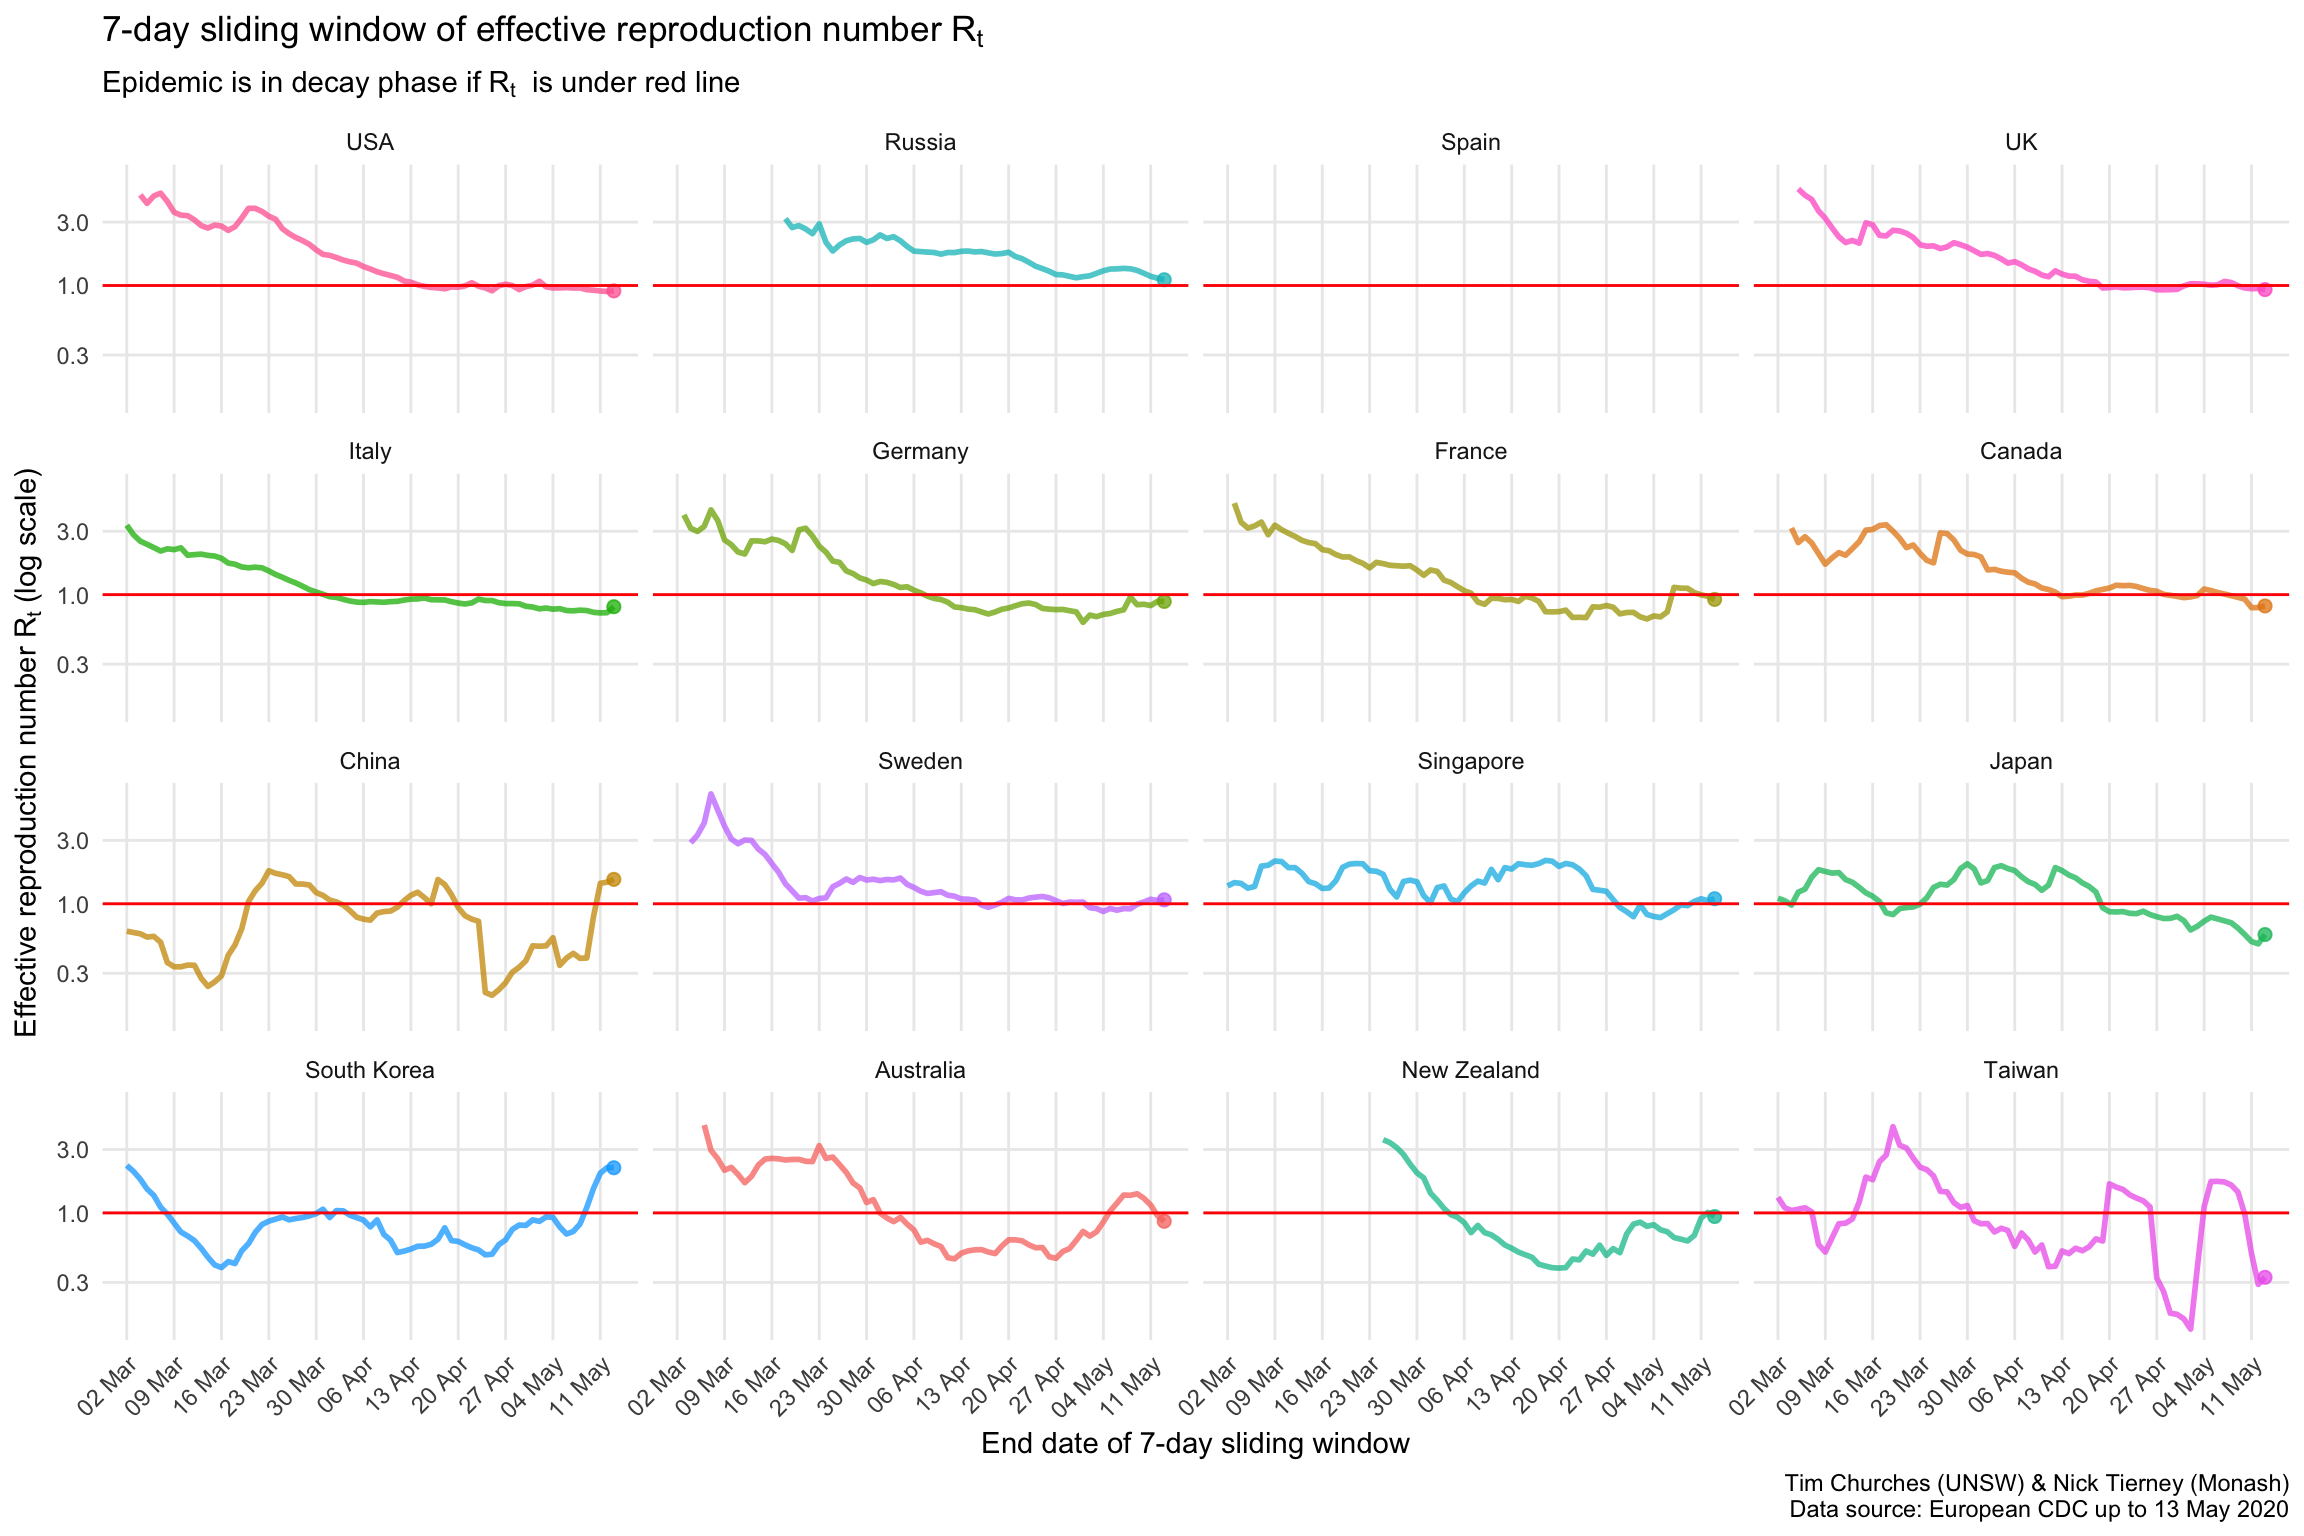 7-day sliding window of effective reproduction number Rt
Epidemic is in decay phase if Rt is under red line
USA
Russia
Spain
UK
3.0
1.0
0.3
Italy
Germany
France
Canada
3.0
1.0
0.3
China
Sweden
Singapore
Japan
3.0
1.0
0.3
South Korea
Australia
New Zealand
Taiwan
3.0
1.0
0.3
Effective reproduction number Rt (log scale)
02 Mar
09 Mar
16 Mar
23 Mar
30 Mar
06 Apr
13 Apr
20 Apr
27 Apr
04 May
11 May
02 Mar
09 Mar
16 Mar
23 Mar
30 Mar
06 Apr
13 Apr
20 Apr
27 Apr
04 May
11 May
02 Mar
09 Mar
16 Mar
23 Mar
30 Mar
06 Apr
13 Apr
20 Apr
27 Apr
04 May
11 May
02 Mar
09 Mar
16 Mar
23 Mar
30 Mar
06 Apr
13 Apr
20 Apr
27 Apr
04 May
11 May
End date of 7-day sliding window
Tim Churches (UNSW) & Nick Tierney (Monash)
Data source: European CDC up to 13 May 2020